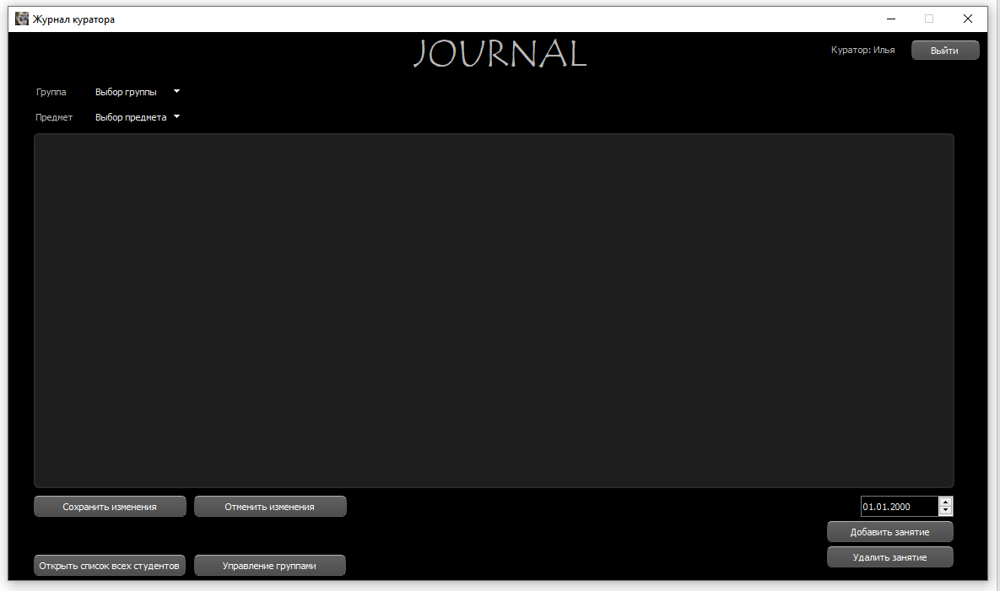 Журнал куратора
JOURNAL
Куратор: Илья
Выйти
Группа
Выбор группы
Предмет
Выбор предмета
Сохранить изменения
Отменить изменения
01.01.2000
Добавить занятие
Удалить занятие
Открыть список всех студентов
Управление группами